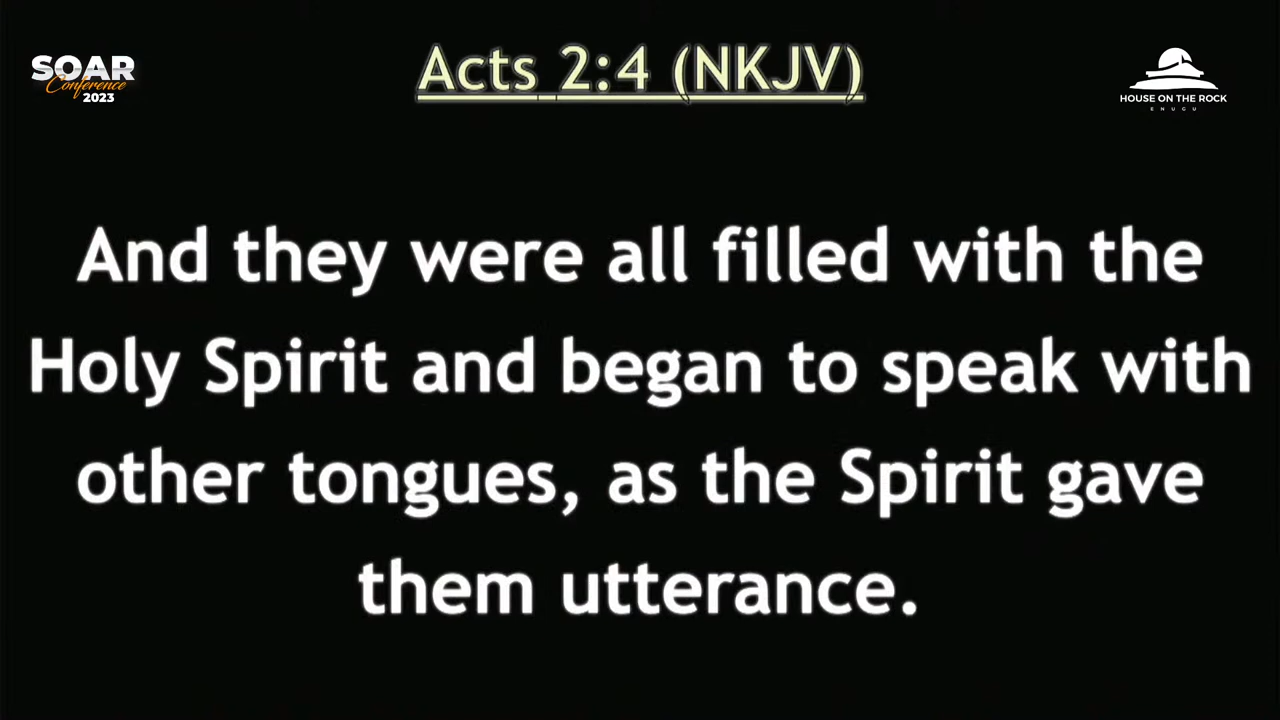 SOAR
Conference
2023
Acts 2:4 (NKJV)
HOUSE ON THE ROCK
ENUGU
And they were all filled with the
Holy Spirit and began to speak with
other tongues, as the Spirit gave
them utterance.